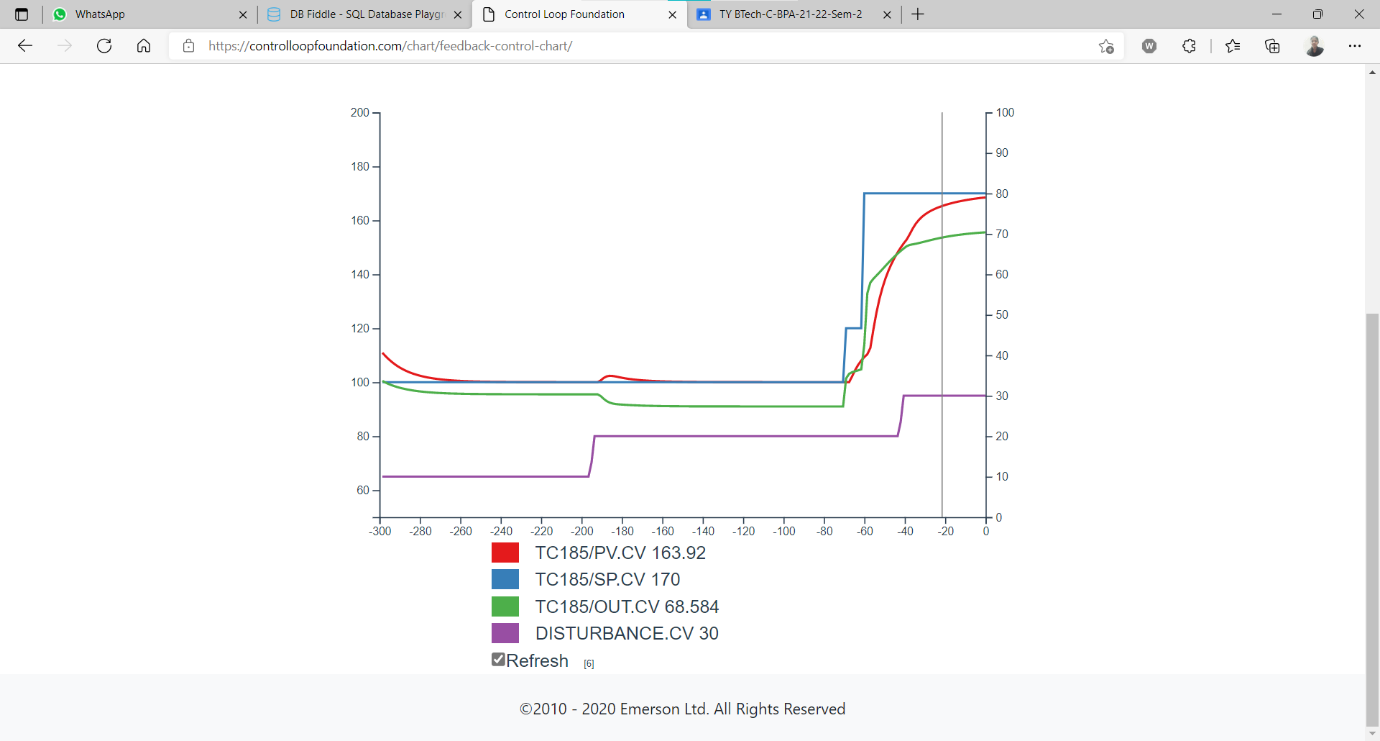 WhatsApp
DB Fiddle - SQL Database Playgr
Control Loop Foundation
TY BTech-C-BPA-21-22-Sem-2
https://controlloopfoundation.com/chart/feedback-control-chart/
W
200
180
160
140
120
100
80
60
100
90
80
70
60
50
40
30
20
10
0
-300 -280 -260 -240 -220 -200 -180 -160 -140 -120 -100 -80 -60 -40 -20 0
TC185/PV.CV 163.92
TC185/SP.CV 170
TC185/OUT.CV 68.584
DISTURBANCE.CV 30
Refresh [6]
©2010 - 2020 Emerson Ltd. All Rights Reserved